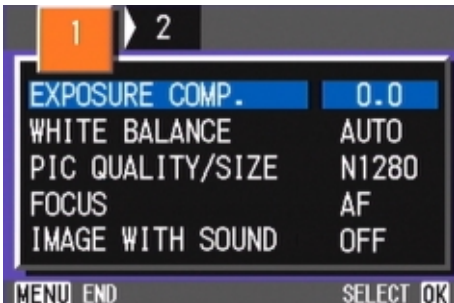 1 2
EXPOSURE COMP. 0.0
WHITE BALANCE AUTO
PIC QUALITY/SIZE N1280
FOCUS AF
IMAGE WITH SOUND OFF
MENU END SELECT OK